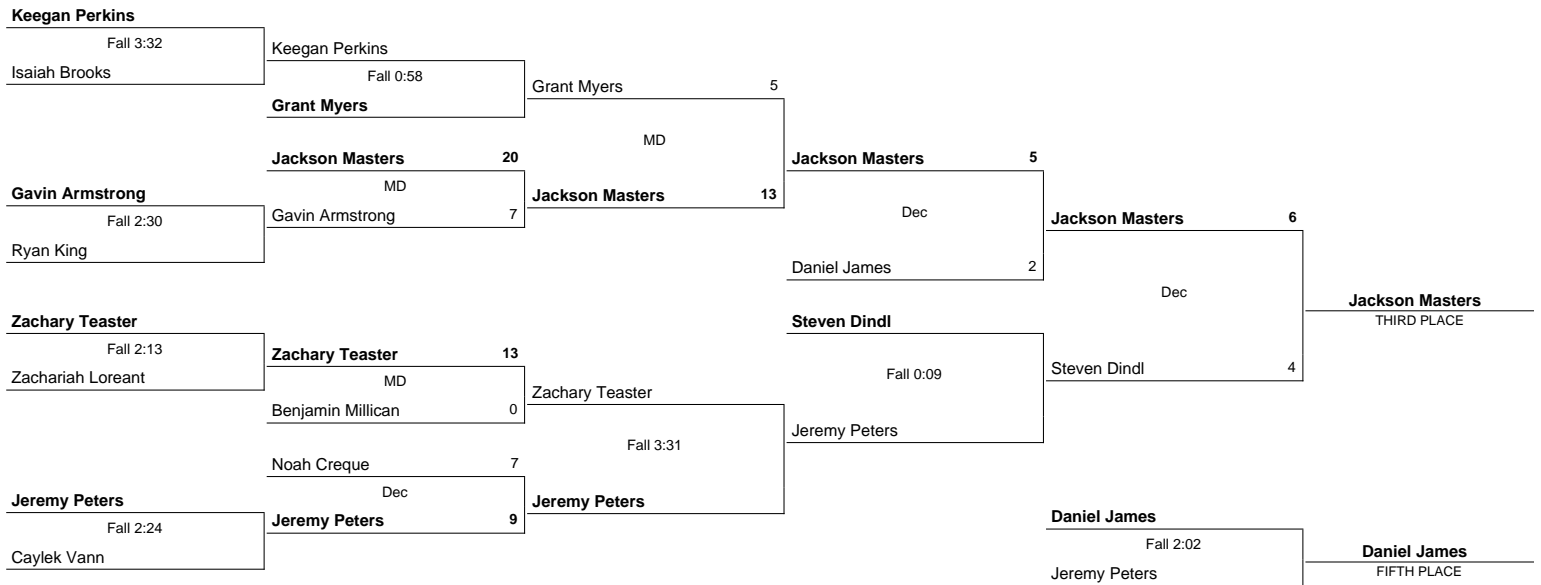 Keegan Perkins
Fall 3:32
Isaiah Brooks
Gavin Armstrong
Fall 2:30
Ryan King
Zachary Teaster
Fall 2:13
Zachariah Loreant
Jeremy Peters
Fall 2:24
Caylek Vann
Keegan Perkins
Fall 0:58
Grant Myers
Jackson Masters 20
MD
Gavin Armstrong 7
Zachary Teaster 13
MD
Benjamin Millican 0
Noah Creque 7
Dec
Jeremy Peters 9
Grant Myers 5
MD
Jackson Masters 13
Zachary Teaster
Fall 3:31
Jeremy Peters
Jackson Masters 5
Dec
Daniel James 2
Steven Dindl
Fall 0:09
Jeremy Peters
Jackson Masters 6
Dec
Steven Dindl 4
Jackson Masters
THIRD PLACE
Daniel James
Fall 2:02
Jeremy Peters
Daniel James
FIFTH PLACE